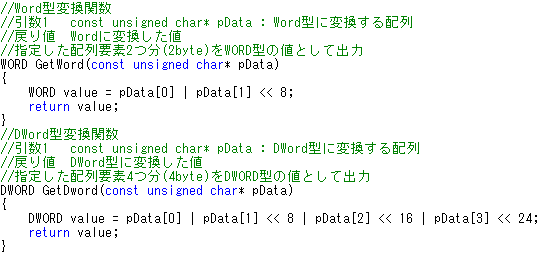 //Word型変換関数
//引数1　　const unsigned char* pData : Word型に変換する配列
//戻り値　Wordに変換した値
//指定した配列要素2つ分(2byte)をWORD型の値として出力
WORD GetWord(const unsigned char* pData)
{
    WORD value = pData[0] | pData[1] << 8;
    return value;
}
//DWord型変換関数
//引数1　　const unsigned char* pData : DWord型に変換する配列
//戻り値　DWord型に変換した値
//指定した配列要素4つ分(4byte)をDWORD型の値として出力
DWORD GetDword(const unsigned char* pData)
{
    DWORD value = pData[0] | pData[1] << 8 | pData[2] << 16 | pData[3] << 24;
    return value;
}